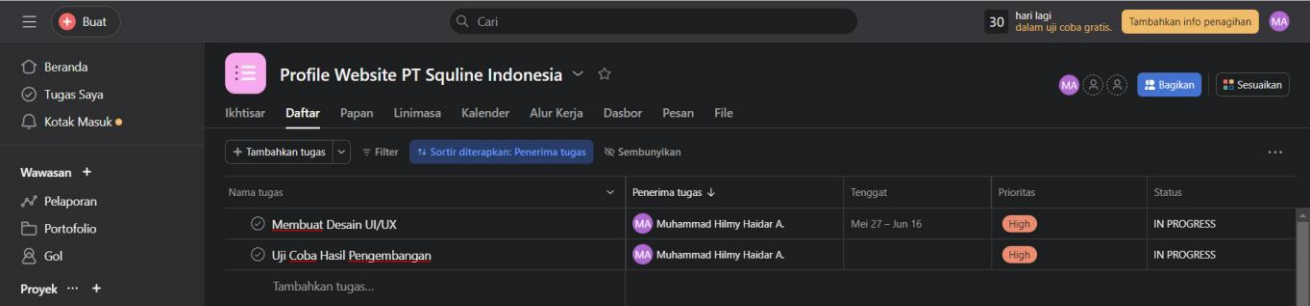 Buat
Cari
30 hari lagi
dalam uji coba gratis.
Tambahkan info penagihan
MA
Beranda
Tugas Saya
Kotak Masuk
Wawasan +
Pelaporan
Portofolio
Gol
Proyek ... +
Profile Website PT Squline Indonesia
MA
Bagikan
Sesuaikan
Ikhtisar Daftar Papan Linimasa Kalender Alur Kerja Dasbor Pesan File
+ Tambahkan tugas Filter Sortir diterapkan: Penerima tugas Sembunyikan ...
Nama tugas Penerima tugas ↓ Tenggat Prioritas Status
Membuat Desain UI/UX MA Muhammad Hilmy Haidar A. Mei 27 – Jun 16 High IN PROGRESS
Uji Coba Hasil Pengembangan MA Muhammad Hilmy Haidar A. High IN PROGRESS
Tambahkan tugas...